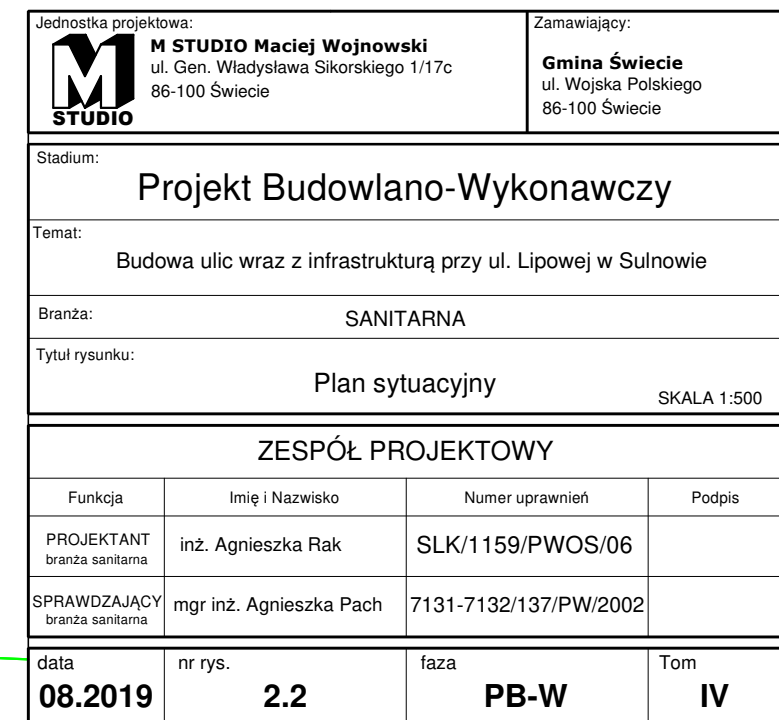 Jednostka projektowa:
M STUDIO
M STUDIO Maciej Wojnowski
ul. Gen. Władysława Sikorskiego 1/17c
86-100 Świecie
Zamawiający:
Gmina Świecie
ul. Wojska Polskiego
86-100 Świecie
Stadium:
Projekt Budowlano-Wykonawczy
Temat:
Budowa ulic wraz z infrastrukturą przy ul. Lipowej w Sulnowie
Branża:
SANITARNA
Tytuł rysunku:
Plan sytuacyjny
SKALA 1:500
ZESPÓŁ PROJEKTOWY
Funkcja Imię i Nazwisko Numer uprawnień Podpis
PROJEKTANT
branża sanitarna
inż. Agnieszka Rak SLK/1159/PWOS/06
SPRAWDZAJĄCY
branża sanitarna
mgr inż. Agnieszka Pach 7131-7132/137/PW/2002
data nr rys. faza Tom
08.2019 2.2 PB-W IV